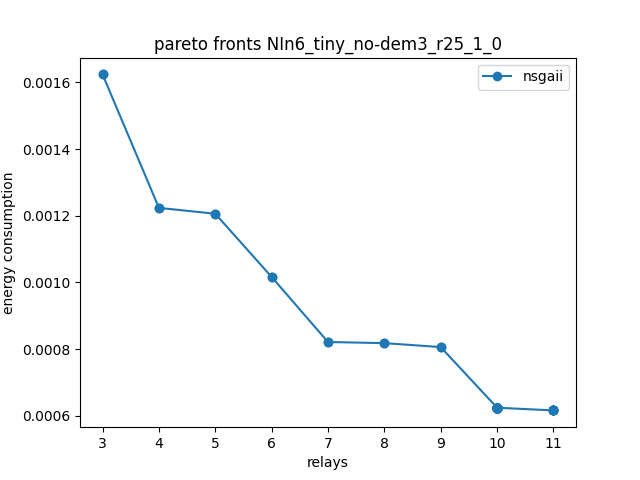 pareto fronts NIn6_tiny_no-dem3_r25_1_0
nsgaii
energy consumption
0.0016
0.0014
0.0012
0.0010
0.0008
0.0006
3 4 5 6 7 8 9 10 11
relays